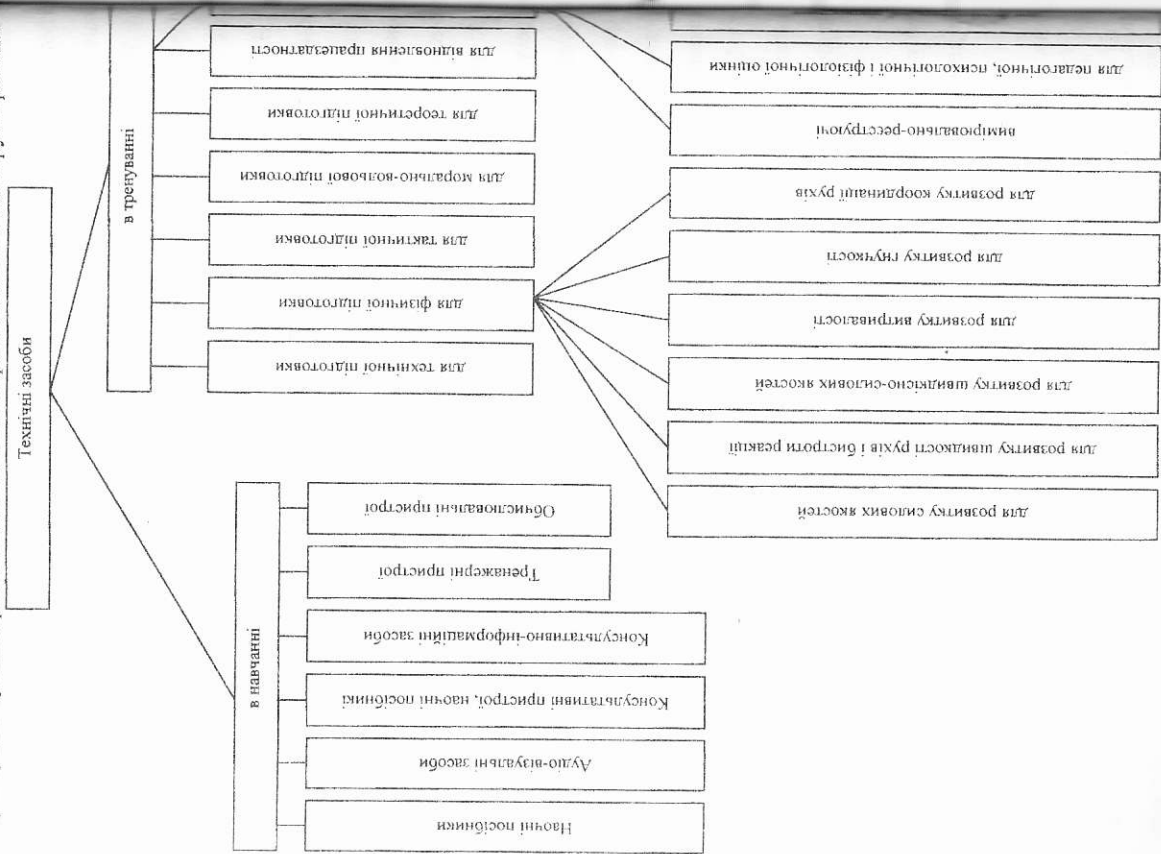 Технічні засоби
в навчанні
Наочні посібники
Аудіо-візуальні засоби
Консультативні пристрої, наочні посібникі
Консультативно-інформаційні засоби
Тренажерні пристрої
Обчислювальні пристрої
в тренуванні
для технічної підготовки
для фізичної підготовки
для тактичної підготовки
для морально-вольової підготовки
для теоретичної підготовки
для відновлення працездатності
для розвитку силових якостей
для розвитку швидкості рухів і бистроти реакції
для розвитку швидкісно-силових якостей
для розвитку витривалості
для розвитку гнучкості
для розвитку координації рухів
вимірювально-реєструючі
для педагогічної, психологічної і фізіологічної оцінки